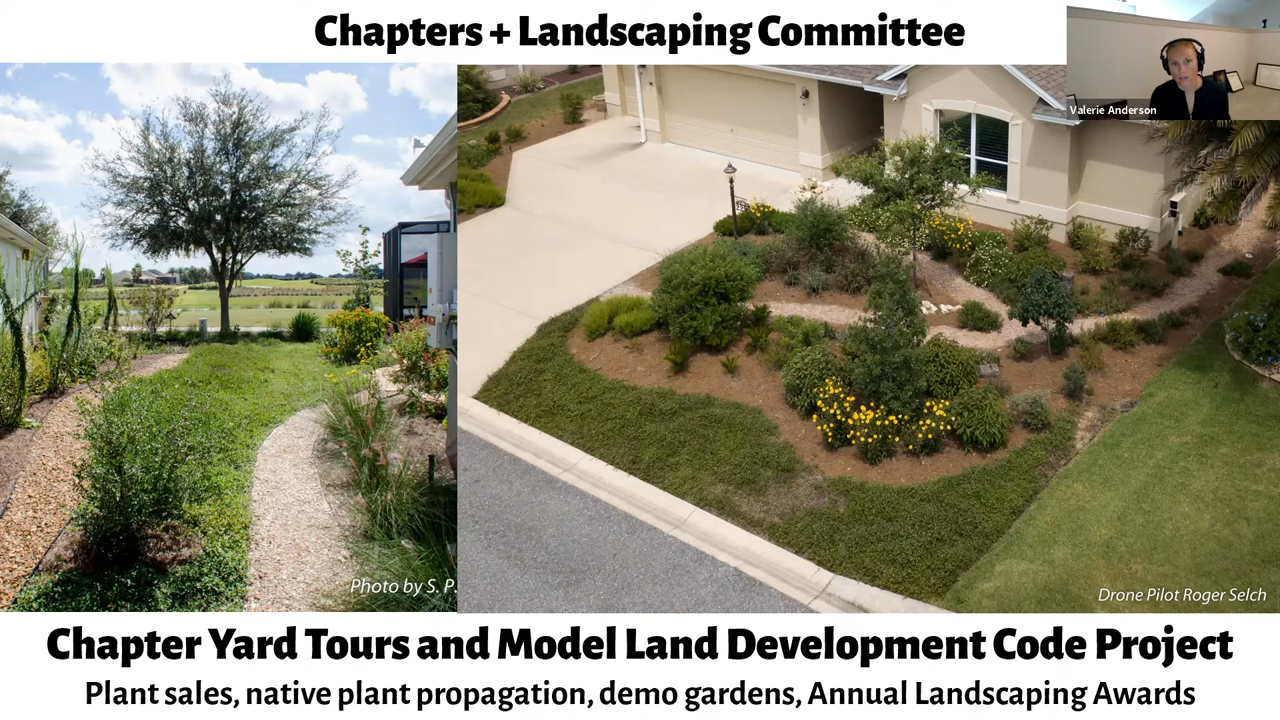 Chapters + Landscaping Committee
Valerie Anderson
Photo by S. P.
Drone Pilot Roger Selch
Chapter Yard Tours and Model Land Development Code Project
Plant sales, native plant propagation, demo gardens, Annual Landscaping Awards